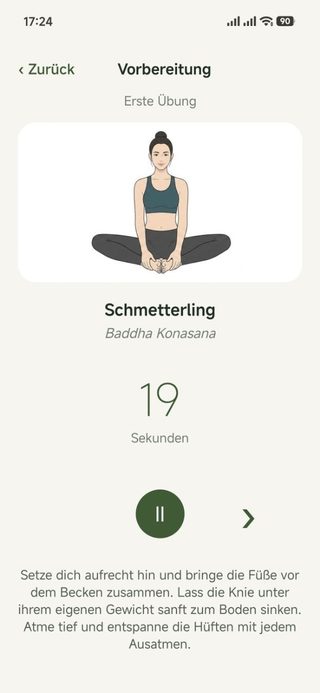 17:24
90
‹ Zurück
Vorbereitung
Erste Übung
Schmetterling
Baddha Konasana
19
Sekunden
Setze dich aufrecht hin und bringe die Füße vor
dem Becken zusammen. Lass die Knie unter
ihrem eigenen Gewicht sanft zum Boden sinken.
Atme tief und entspanne die Hüften mit jedem
Ausatmen.